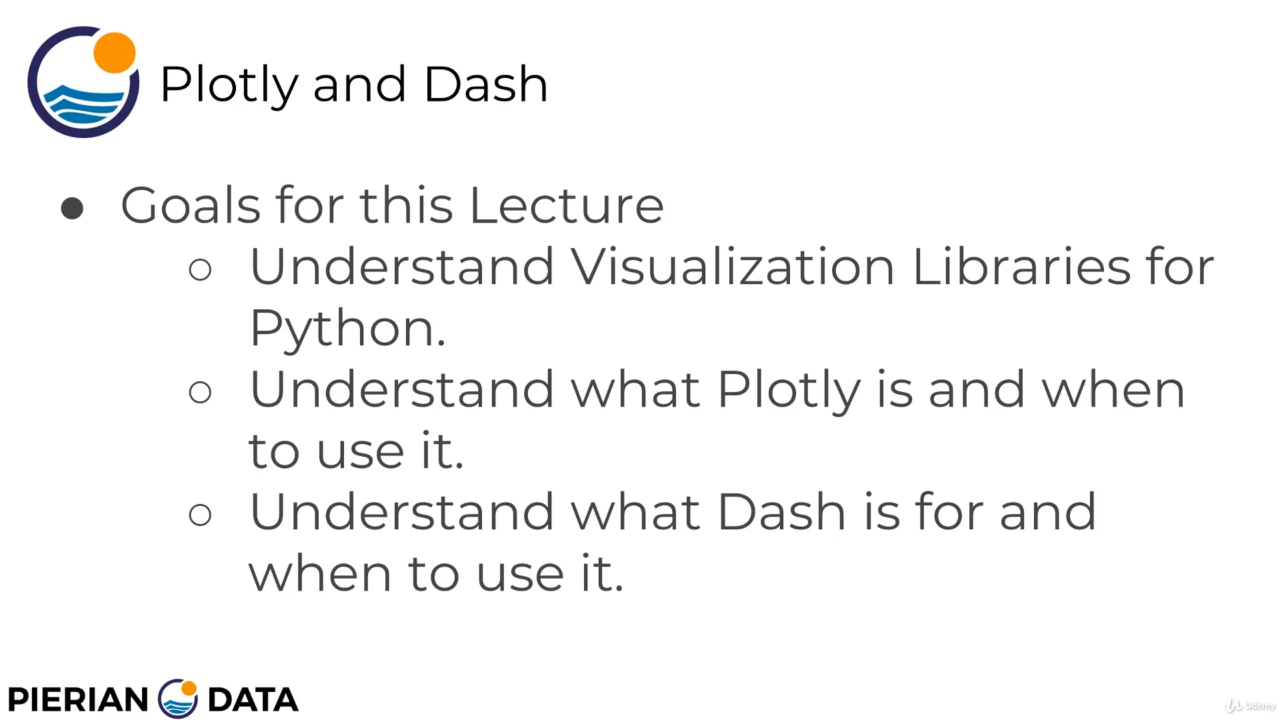 Plotly and Dash
● Goals for this Lecture
○ Understand Visualization Libraries for
Python.
○ Understand what Plotly is and when
to use it.
○ Understand what Dash is for and
when to use it.
PIERIAN DATA
Udemy